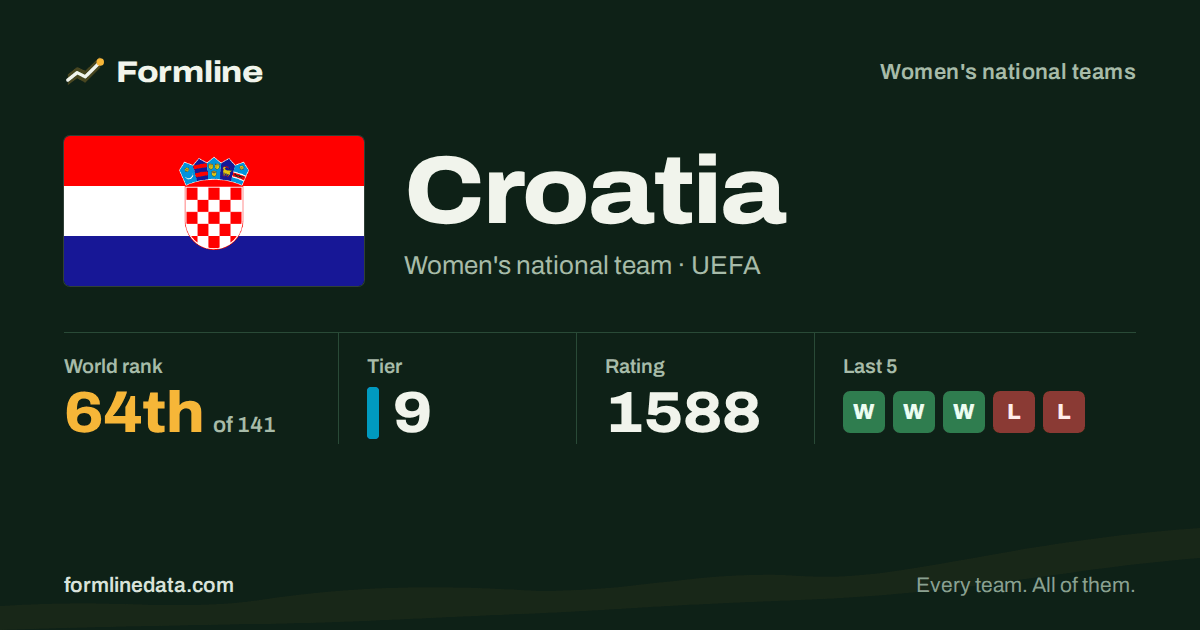 Formline
Women's national teams
Croatia
Women's national team · UEFA
World rank
64th of 141
Tier
9
Rating
1588
Last 5
W W W L L
formlinedata.com
Every team. All of them.